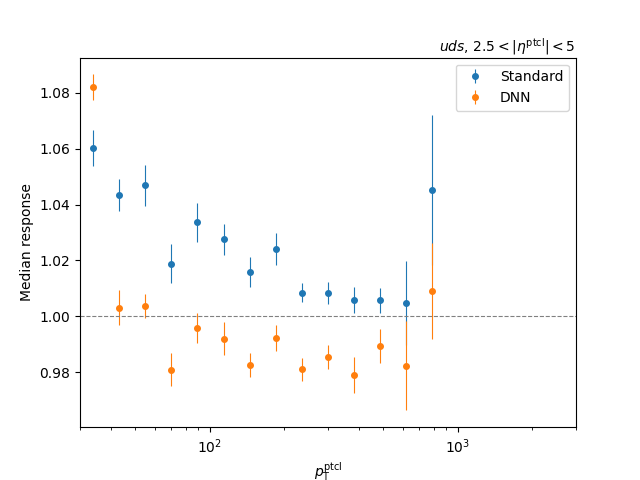 uds, 2.5 < |η^ptcl| < 5
Standard
DNN
1.08
1.06
1.04
1.02
1.00
0.98
Median response
10^2
10^3
p_T^ptcl